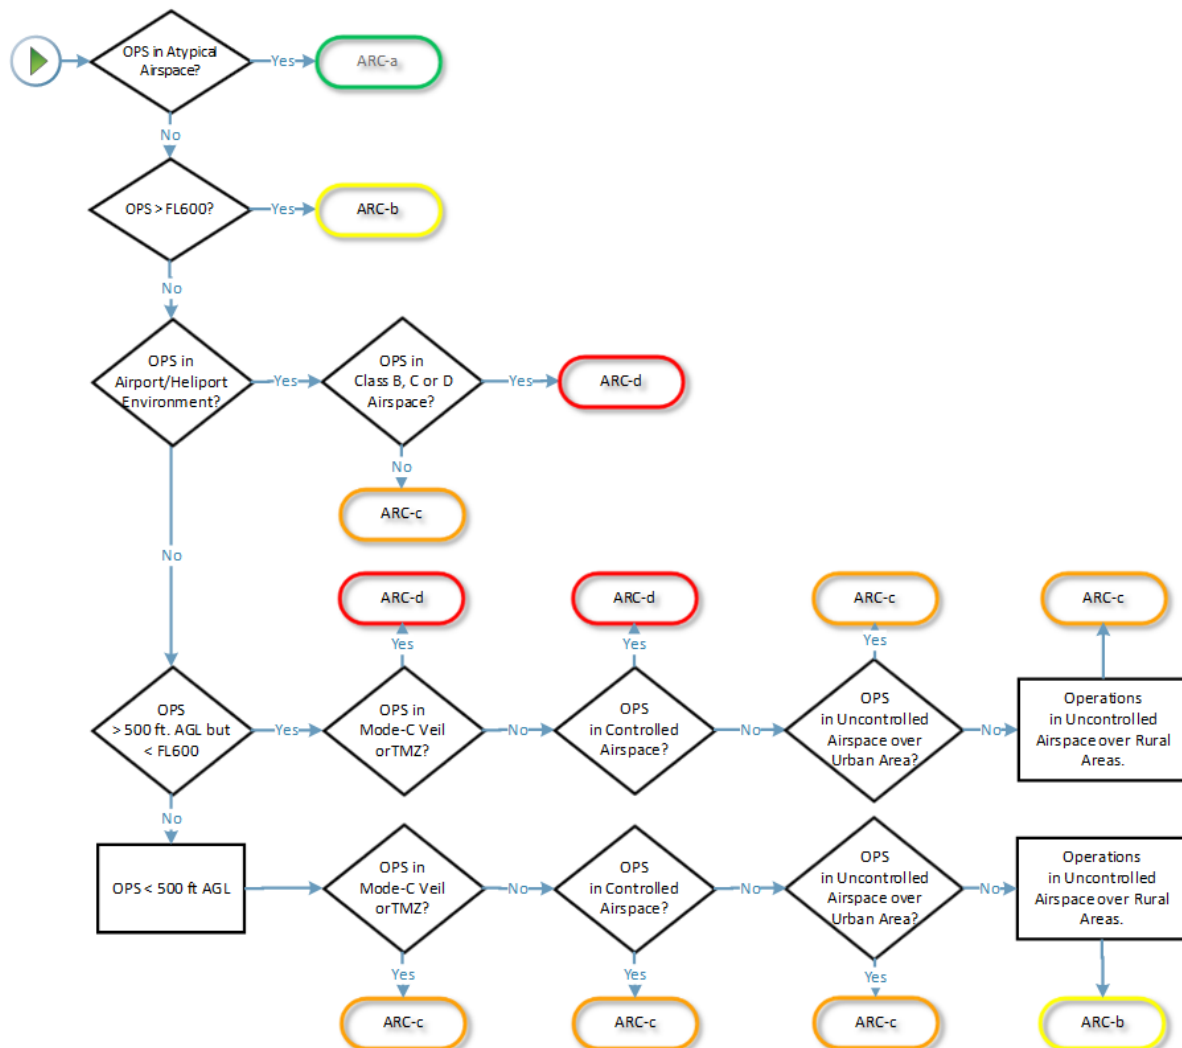 OPS in Atypical
Airspace?
Yes
ARC-a
No
OPS > FL600?
Yes
ARC-b
No
OPS in
Airport/Heliport
Environment?
Yes
OPS in
Class B, C or D
Airspace?
Yes
ARC-d
No
ARC-c
No
ARC-d
ARC-d
ARC-c
ARC-c
Yes
Yes
Yes
OPS
> 500 ft. AGL but
< FL600
Yes
OPS in
Mode-C Veil
orTMZ?
No
OPS
in Controlled
Airspace?
No
OPS
in Uncontrolled
Airspace over
Urban Area?
No
Operations
in Uncontrolled
Airspace over Rural
Areas.
No
OPS < 500 ft AGL
OPS in
Mode-C Veil
orTMZ?
No
OPS
in Controlled
Airspace?
No
OPS
in Uncontrolled
Airspace over
Urban Area?
No
Operations
in Uncontrolled
Airspace over Rural
Areas.
Yes
Yes
Yes
ARC-c
ARC-c
ARC-c
ARC-b